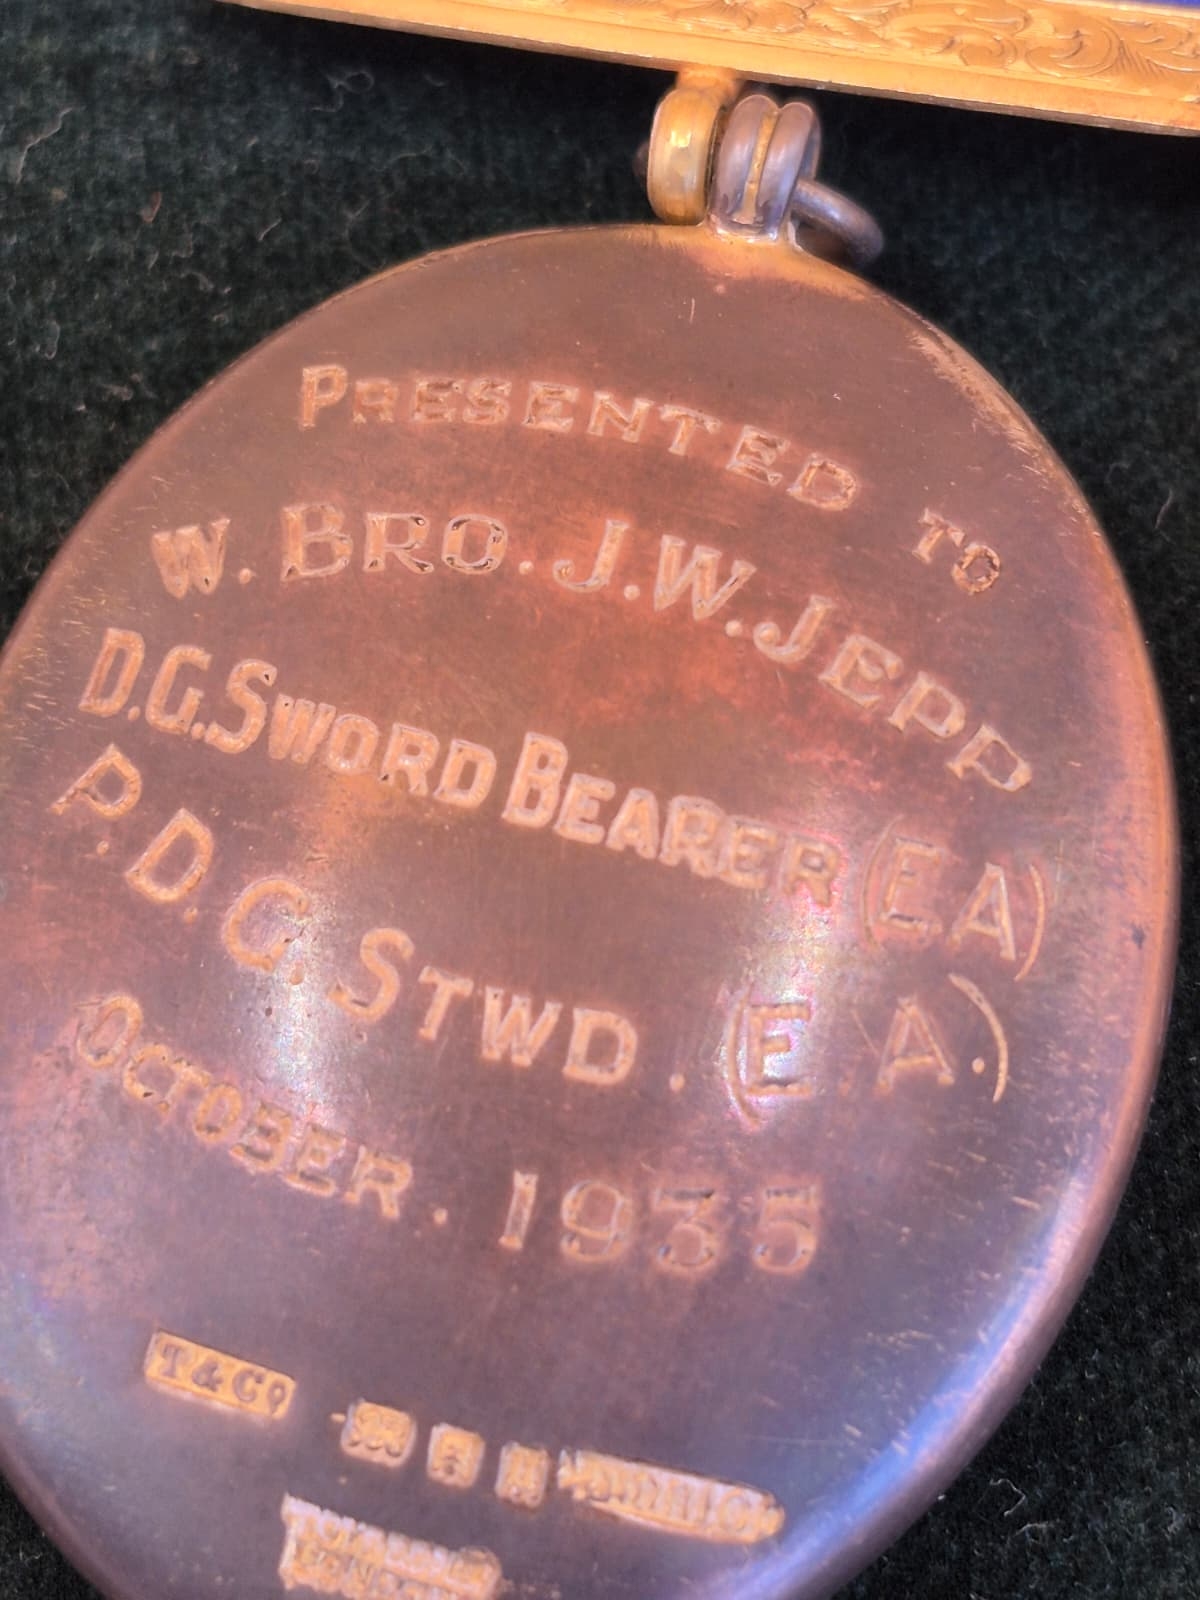 PRESENTED TO
W. BRO. J.W. JEPP
D.G. SWORD BEARER (E A)
P.D.G. STWD. (E.A.)
OCTOBER. 1935
T & Co